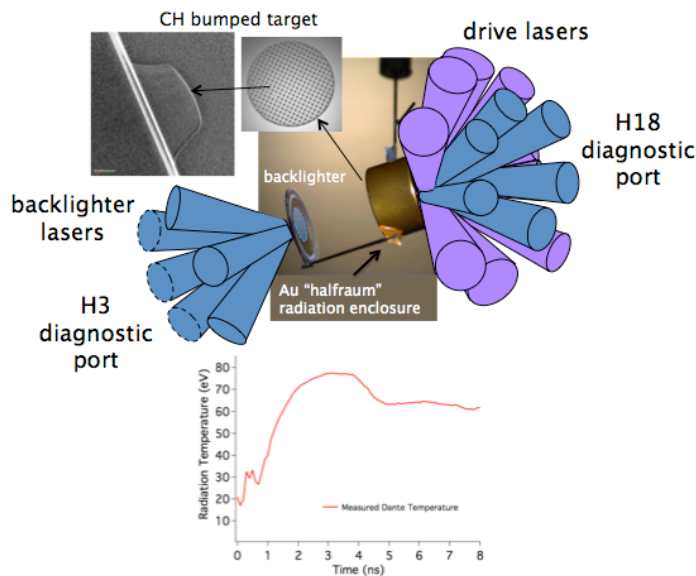 CH bumped target
drive lasers
H18
diagnostic
port
backlighter
backlighter
lasers
Au “halfraum”
radiation enclosure
H3
diagnostic
port
Radiation Temperature (eV)
80
70
60
50
40
30
20
10
Measured Dante Temperature
0 1 2 3 4 5 6 7 8
Time (ns)